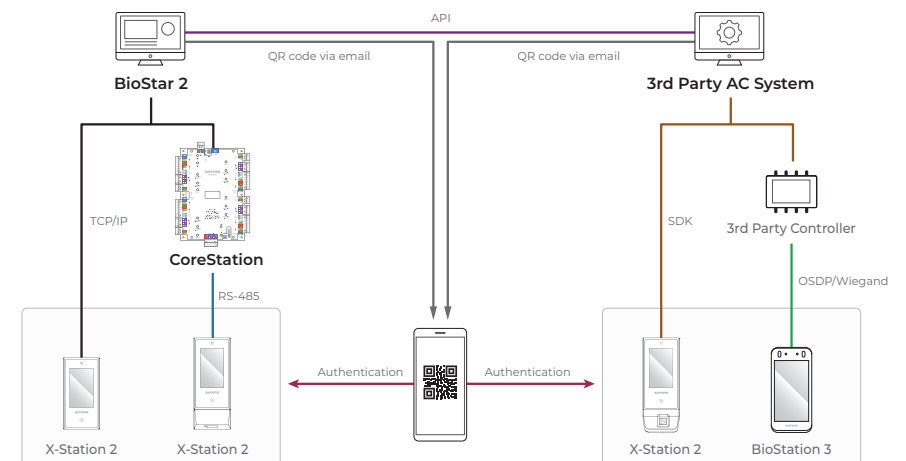 API
QR code via email
QR code via email
BioStar 2
3rd Party AC System
TCP/IP
SDK
3rd Party Controller
CoreStation
OSDP/Wiegand
RS-485
Authentication
Authentication
X-Station 2
X-Station 2
X-Station 2
BioStation 3